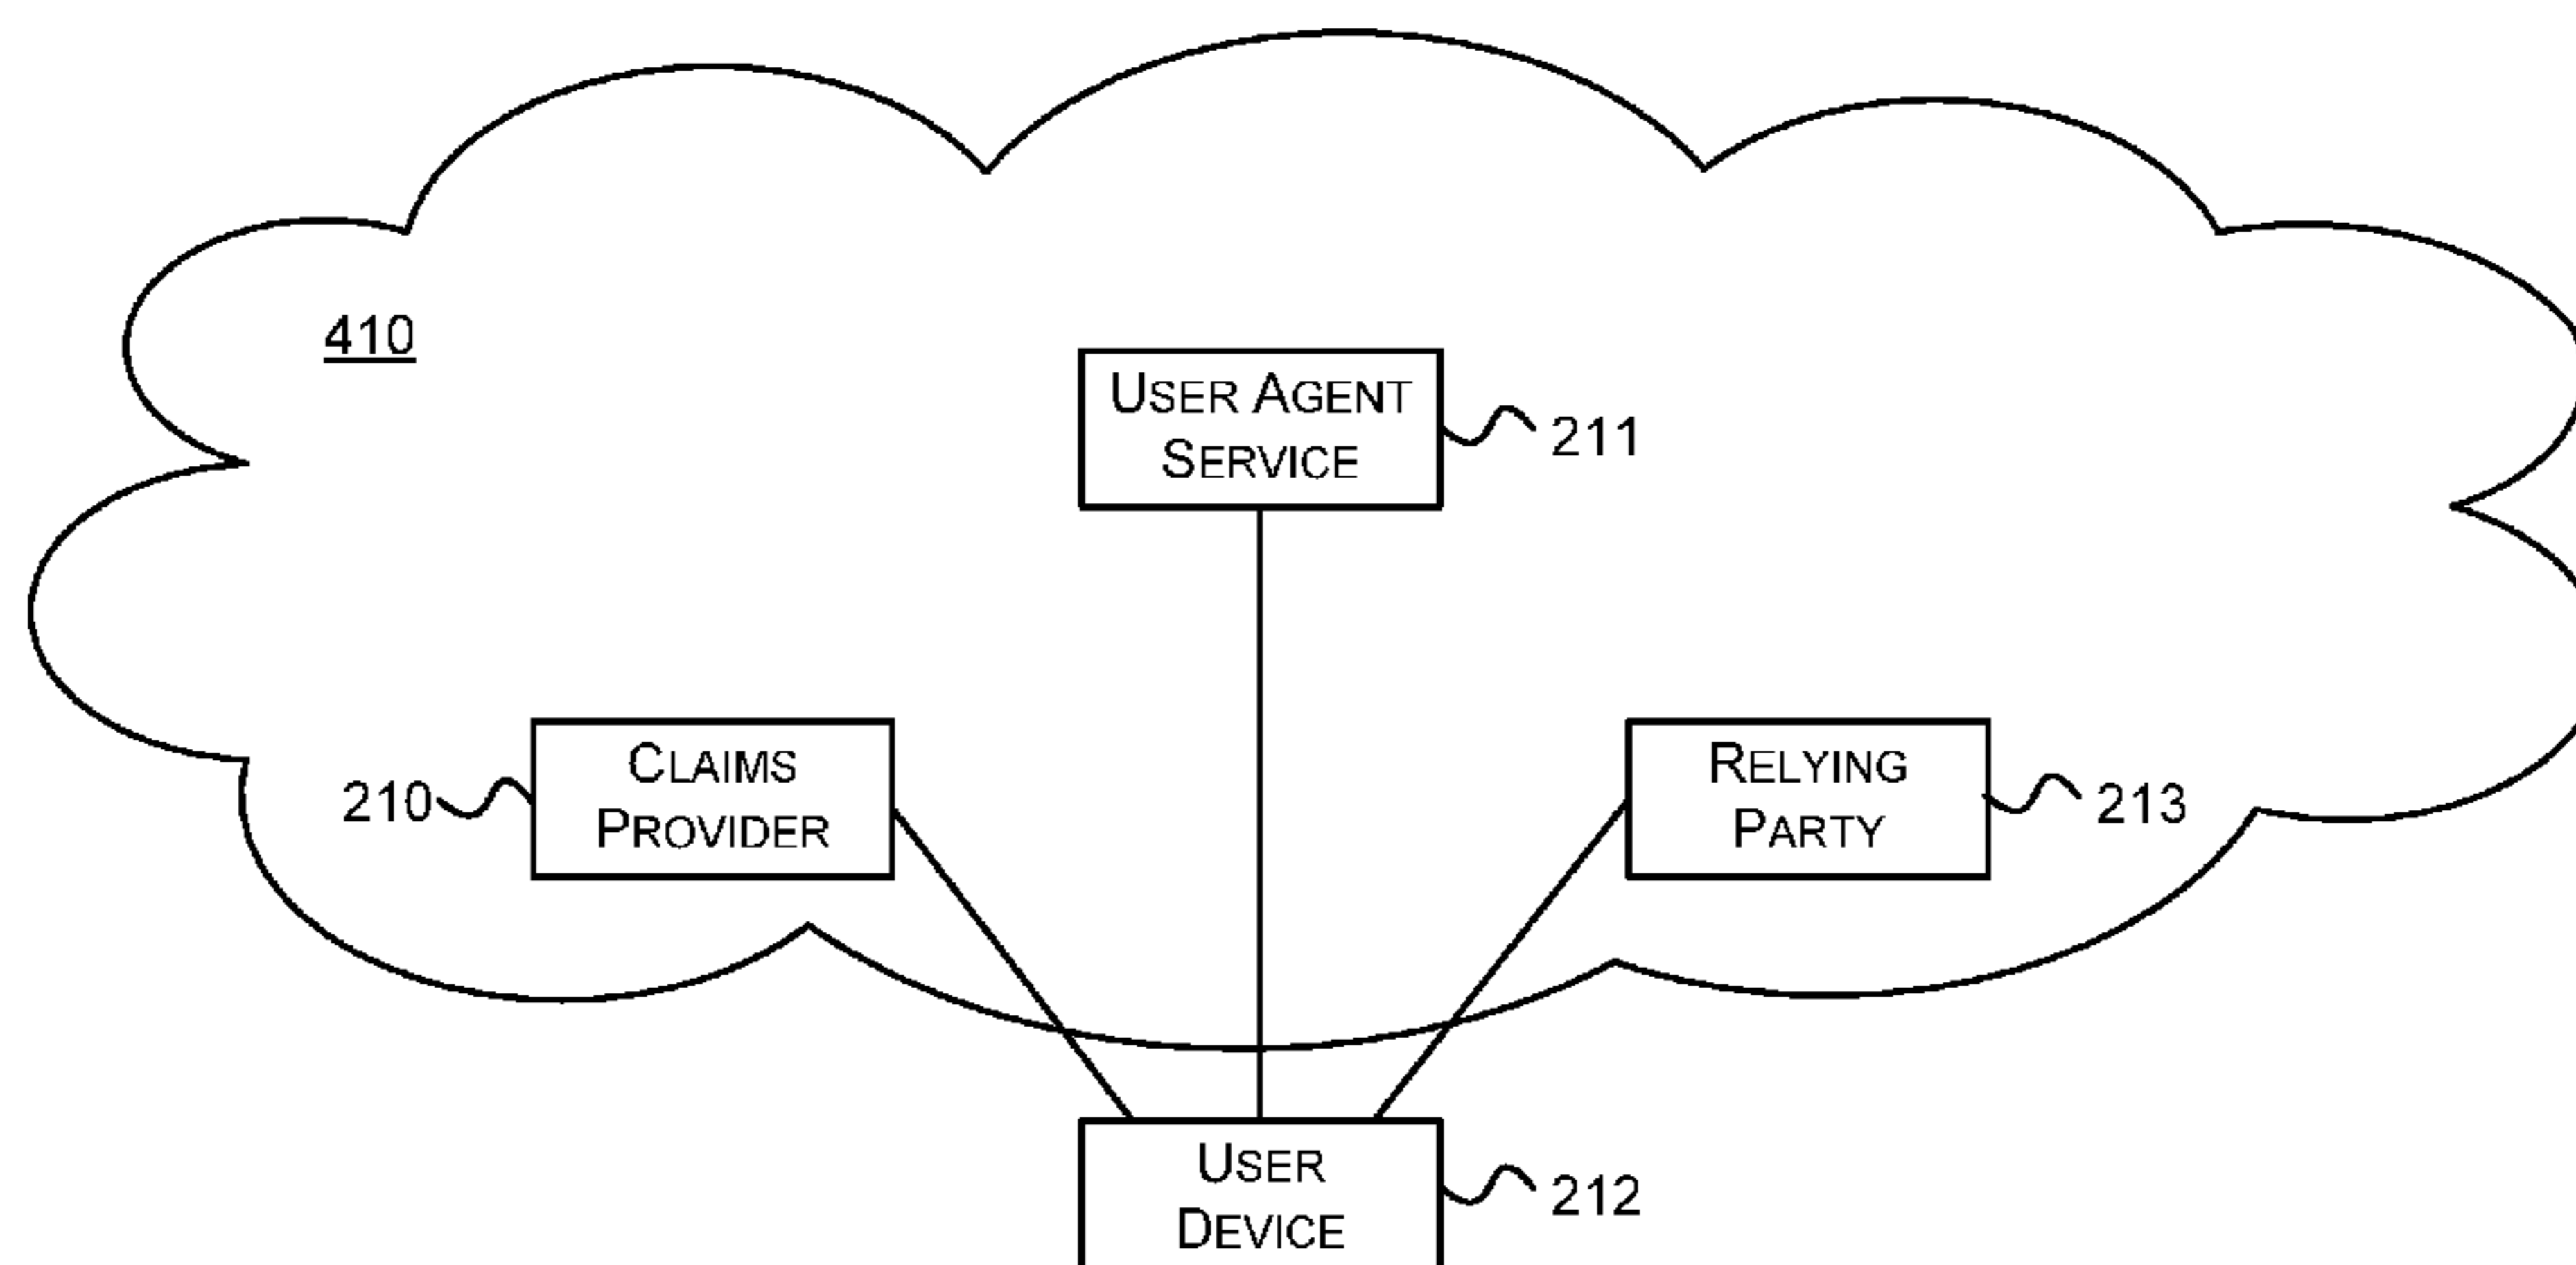 410
USER AGENT
SERVICE
211
210
CLAIMS
PROVIDER
RELYING
PARTY
213
USER
DEVICE
212